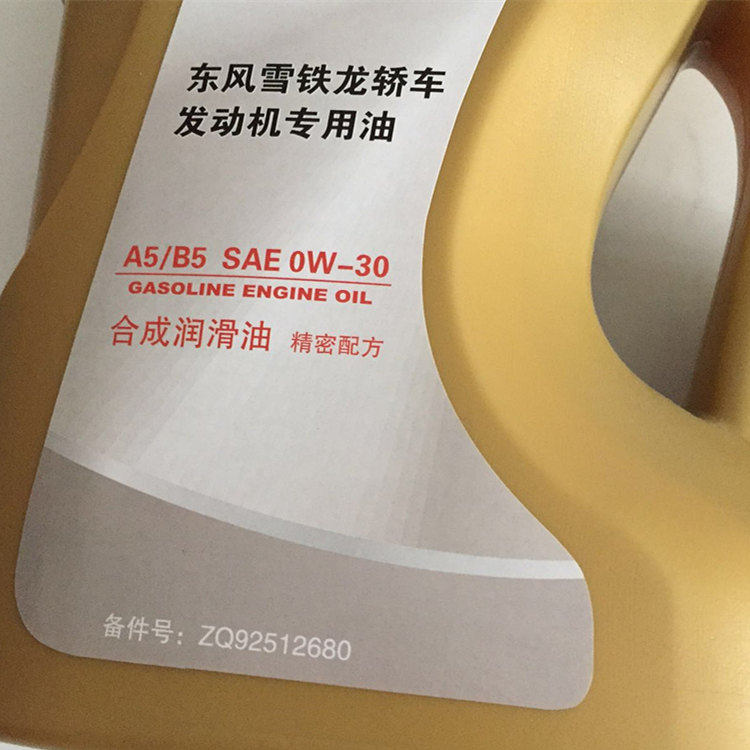 东风雪铁龙轿车
发动机专用油
A5/B5 SAE 0W-30
GASOLINE ENGINE OIL
合成润滑油 精密配方
备件号：ZQ92512680